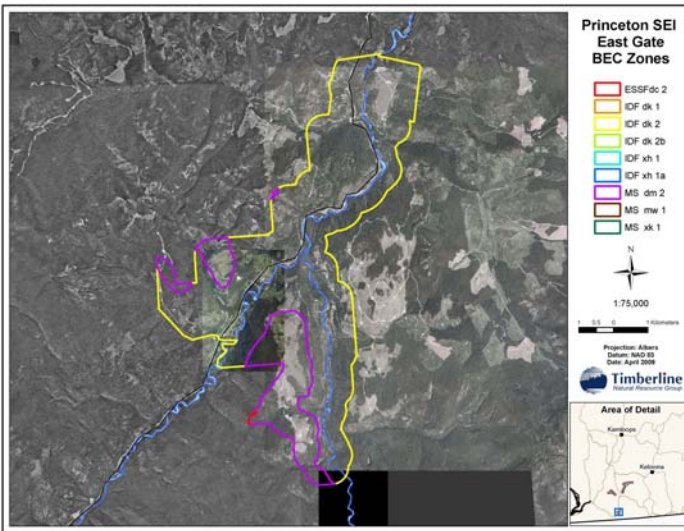 Princeton SEI
East Gate
BEC Zones
ESSFdc 2
IDF dk 1
IDF dk 2
IDF dk 2b
IDF xh 1
IDF xh 1a
MS dm 2
MS mw 1
MS xk 1
N
1:75,000
1 0.5 0 1 Kilometers
Projection: Albers
Datum: NAD 83
Date: April 2009
Timberline
Natural Resource Group
Area of Detail
Kamloops
Kelowna